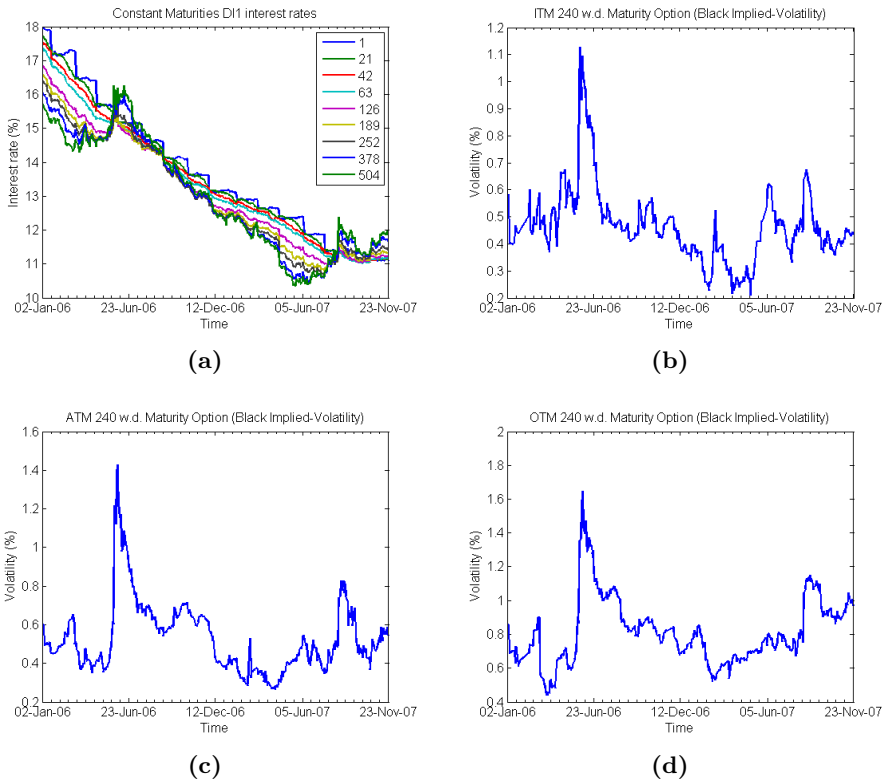 Constant Maturities DI1 interest rates
18
17
16
15
14
13
12
11
10
Interest rate (%)
1
21
42
63
126
189
252
378
504
02-Jan-06 23-Jun-06 12-Dec-06 05-Jun-07 23-Nov-07
Time
(a)
ITM 240 w.d. Maturity Option (Black Implied-Volatility)
1.2
1.1
1
0.9
0.8
0.7
0.6
0.5
0.4
0.3
0.2
Volatility (%)
02-Jan-06 23-Jun-06 12-Dec-06 05-Jun-07 23-Nov-07
Time
(b)
ATM 240 w.d. Maturity Option (Black Implied-Volatility)
1.6
1.4
1.2
1
0.8
0.6
0.4
0.2
Volatility (%)
02-Jan-06 23-Jun-06 12-Dec-06 05-Jun-07 23-Nov-07
Time
(c)
OTM 240 w.d. Maturity Option (Black Implied-Volatility)
2
1.8
1.6
1.4
1.2
1
0.8
0.6
0.4
Volatility (%)
02-Jan-06 23-Jun-06 12-Dec-06 05-Jun-07 23-Nov-07
Time
(d)